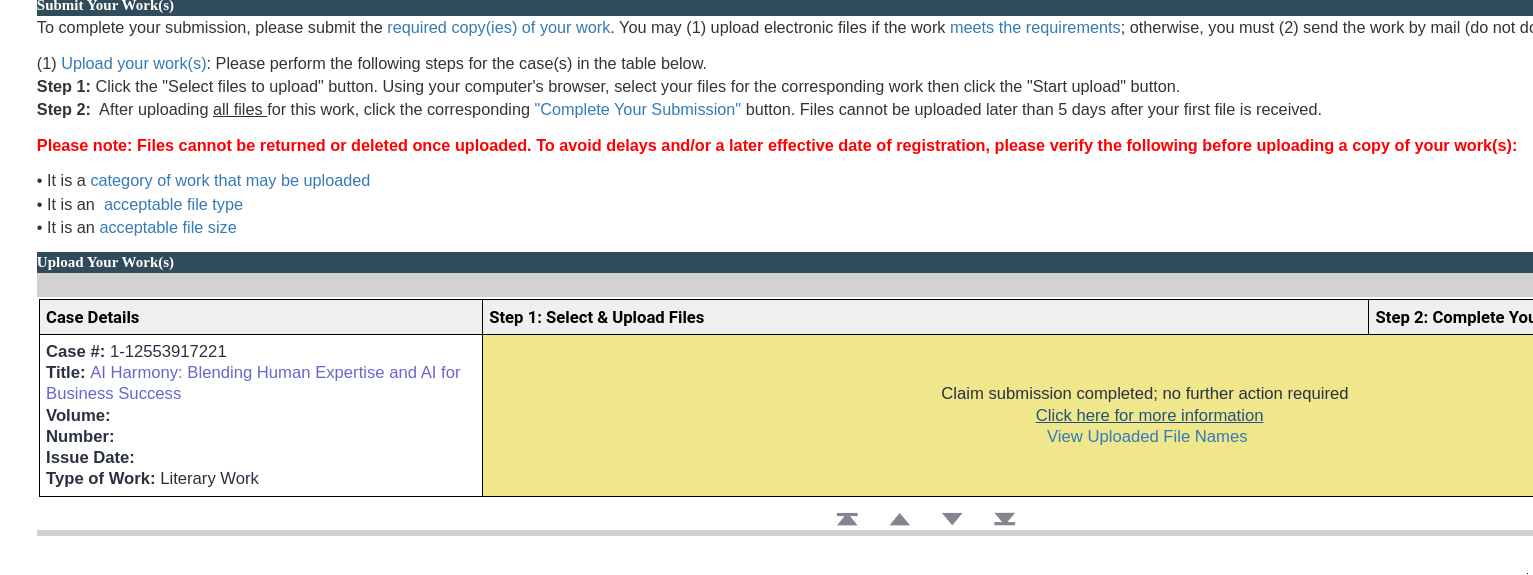 Submit Your Work(s)
To complete your submission, please submit the required copy(ies) of your work. You may (1) upload electronic files if the work meets the requirements; otherwise, you must (2) send the work by mail (do not
(1) Upload your work(s): Please perform the following steps for the case(s) in the table below.
Step 1: Click the "Select files to upload" button. Using your computer's browser, select your files for the corresponding work then click the "Start upload" button.
Step 2:  After uploading all files for this work, click the corresponding "Complete Your Submission" button. Files cannot be uploaded later than 5 days after your first file is received.
Please note: Files cannot be returned or deleted once uploaded. To avoid delays and/or a later effective date of registration, please verify the following before uploading a copy of your work(s):
• It is a category of work that may be uploaded
• It is an  acceptable file type
• It is an acceptable file size
Upload Your Work(s)
Case Details
Step 1: Select & Upload Files
Step 2: Complete
Case #: 1-12553917221
Title: AI Harmony: Blending Human Expertise and AI for
Business Success
Volume:
Number:
Issue Date:
Type of Work: Literary Work
Claim submission completed; no further action required
Click here for more information
View Uploaded File Names